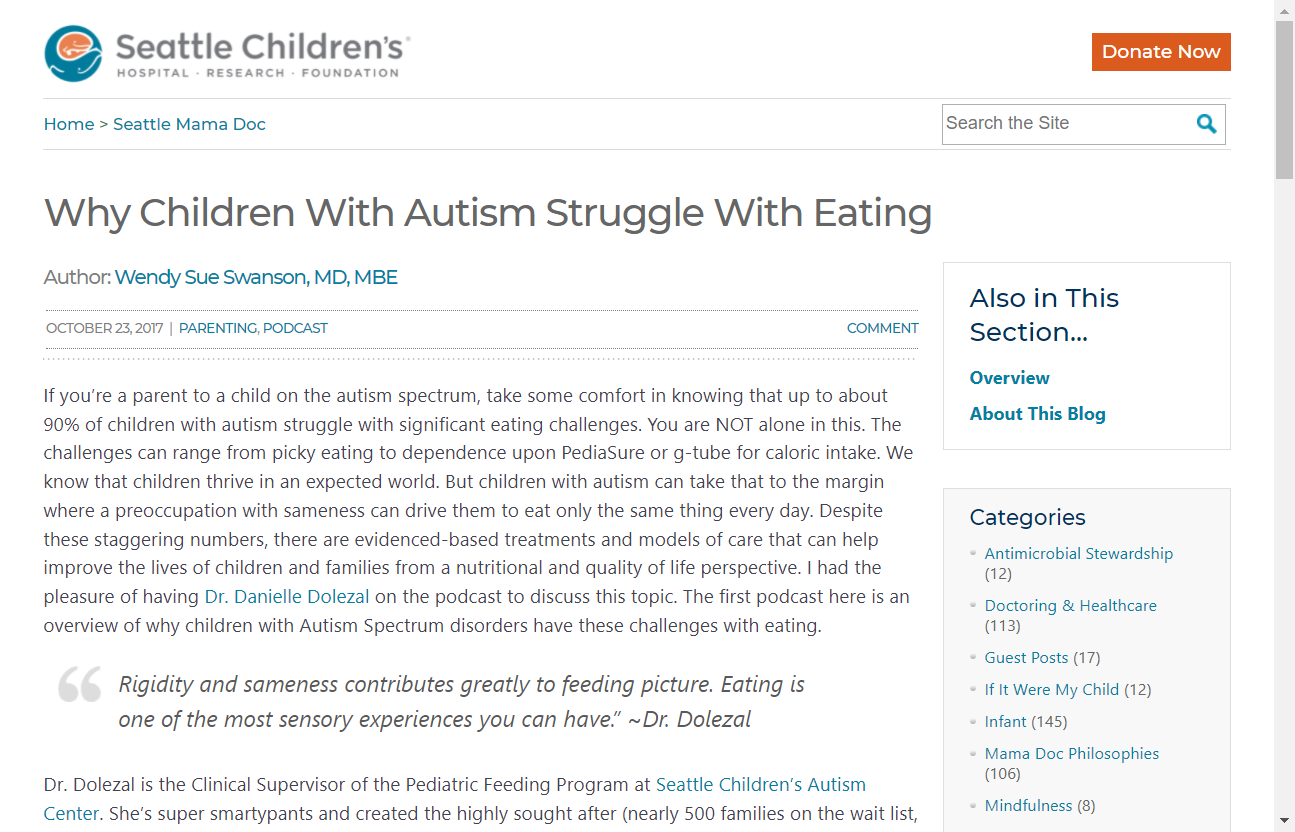 Seattle Children's®
HOSPITAL · RESEARCH · FOUNDATION
Donate Now
Home > Seattle Mama Doc
Search the Site
Why Children With Autism Struggle With Eating
Author: Wendy Sue Swanson, MD, MBE
OCTOBER 23, 2017 | PARENTING, PODCAST
COMMENT
If you’re a parent to a child on the autism spectrum, take some comfort in knowing that up to about
90% of children with autism struggle with significant eating challenges. You are NOT alone in this. The
challenges can range from picky eating to dependence upon PediaSure or g-tube for caloric intake. We
know that children thrive in an expected world. But children with autism can take that to the margin
where a preoccupation with sameness can drive them to eat only the same thing every day. Despite
these staggering numbers, there are evidenced-based treatments and models of care that can help
improve the lives of children and families from a nutritional and quality of life perspective. I had the
pleasure of having Dr. Danielle Dolezal on the podcast to discuss this topic. The first podcast here is an
overview of why children with Autism Spectrum disorders have these challenges with eating.
“ Rigidity and sameness contributes greatly to feeding picture. Eating is
one of the most sensory experiences you can have.” ~Dr. Dolezal
Dr. Dolezal is the Clinical Supervisor of the Pediatric Feeding Program at Seattle Children’s Autism
Center. She’s super smartypants and created the highly sought after (nearly 500 families on the wait list,
Also in This
Section...
Overview
About This Blog
Categories
Antimicrobial Stewardship
(12)
Doctoring & Healthcare
(113)
Guest Posts (17)
If It Were My Child (12)
Infant (145)
Mama Doc Philosophies
(106)
Mindfulness (8)